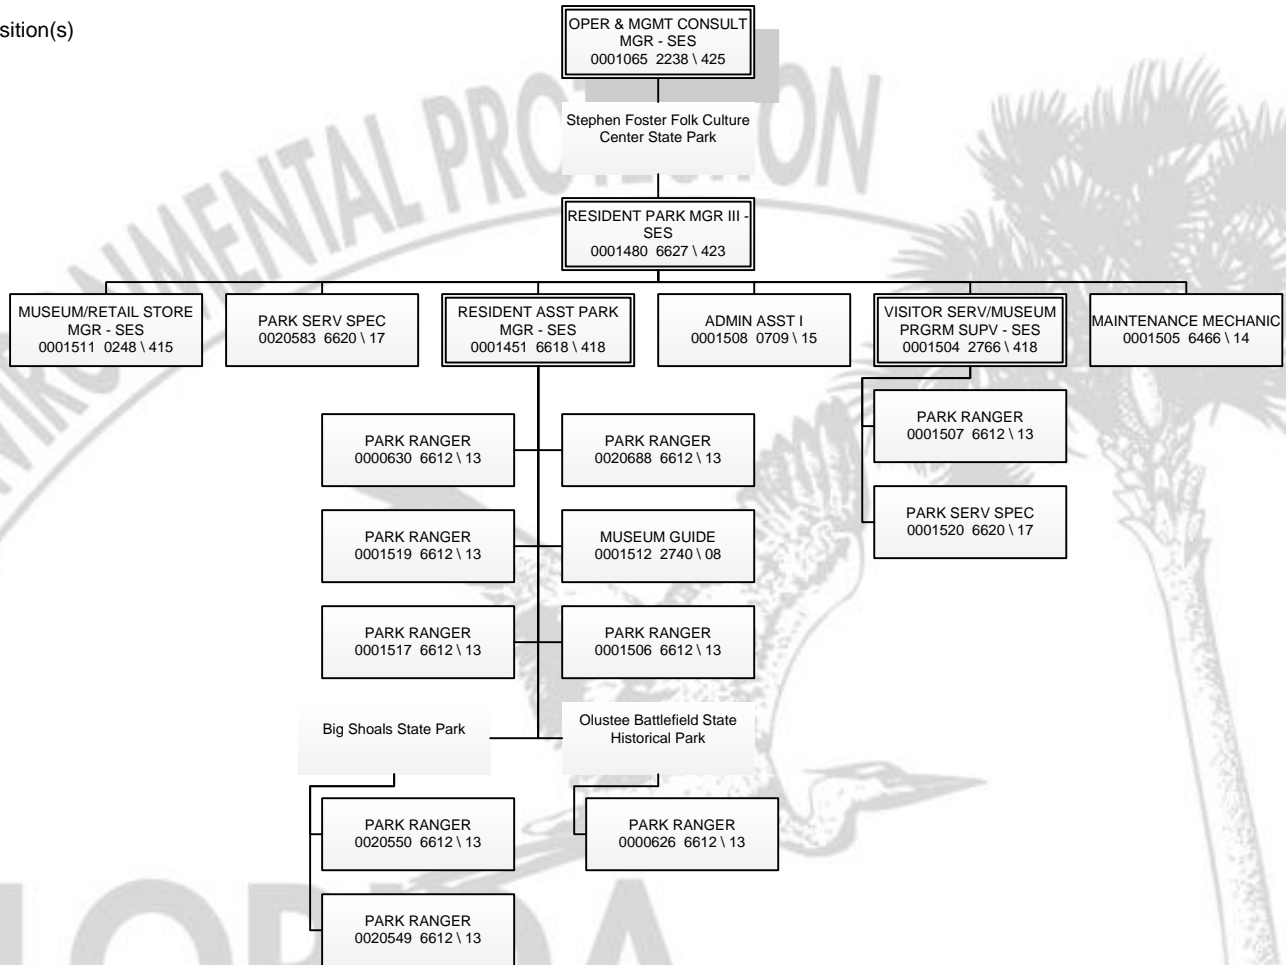 sition(s)
OPER & MGMT CONSULT
MGR - SES
0001065 2238 \ 425
Stephen Foster Folk Culture
Center State Park
RESIDENT PARK MGR III -
SES
0001480 6627 \ 423
MUSEUM/RETAIL STORE
MGR - SES
0001511 0248 \ 415
PARK SERV SPEC
0020583 6620 \ 17
RESIDENT ASST PARK
MGR - SES
0001451 6618 \ 418
ADMIN ASST I
0001508 0709 \ 15
VISITOR SERV/MUSEUM
PRGRM SUPV - SES
0001504 2766 \ 418
MAINTENANCE MECHANIC
0001505 6466 \ 14
PARK RANGER
0000630 6612 \ 13
PARK RANGER
0020688 6612 \ 13
PARK RANGER
0001507 6612 \ 13
PARK RANGER
0001519 6612 \ 13
MUSEUM GUIDE
0001512 2740 \ 08
PARK SERV SPEC
0001520 6620 \ 17
PARK RANGER
0001517 6612 \ 13
PARK RANGER
0001506 6612 \ 13
Big Shoals State Park
Olustee Battlefield State
Historical Park
PARK RANGER
0020550 6612 \ 13
PARK RANGER
0000626 6612 \ 13
PARK RANGER
0020549 6612 \ 13